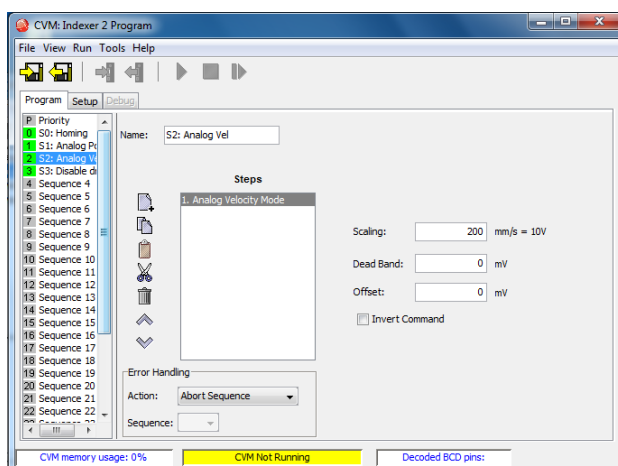 CVM: Indexer 2 Program
File View Run Tools Help
Program Setup Debug
P Priority
0 S0: Homing
1 S1: Analog Po
2 S2: Analog Ve
3 S3: Disable dr
4 Sequence 4
5 Sequence 5
6 Sequence 6
7 Sequence 7
8 Sequence 8
9 Sequence 9
10 Sequence 10
11 Sequence 11
12 Sequence 12
13 Sequence 13
14 Sequence 14
15 Sequence 15
16 Sequence 16
17 Sequence 17
18 Sequence 18
19 Sequence 19
20 Sequence 20
21 Sequence 21
22 Sequence 22
Name: S2: Analog Vel
Steps
1. Analog Velocity Mode
Scaling: 200 mm/s = 10V
Dead Band: 0 mV
Offset: 0 mV
Invert Command
Error Handling
Action: Abort Sequence
Sequence:
CVM memory usage: 0% CVM Not Running Decoded BCD pins: